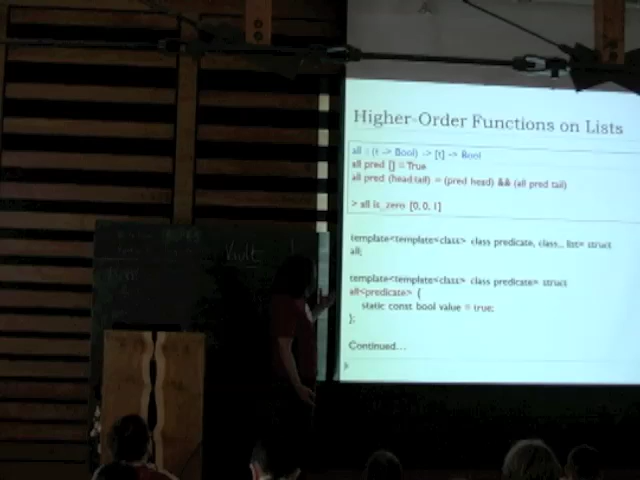 Higher-Order Functions on Lists
all :: (t -> Bool) -> [t] -> Bool
all pred [] = True
all pred (head:tail) = (pred head) && (all pred tail)
> all is_zero [0, 0, 1]
template<template<class> class predicate, class... list> struct
all;
template<template<class> class predicate> struct
all<predicate> {
static const bool value = true;
};
Continued...
Vault